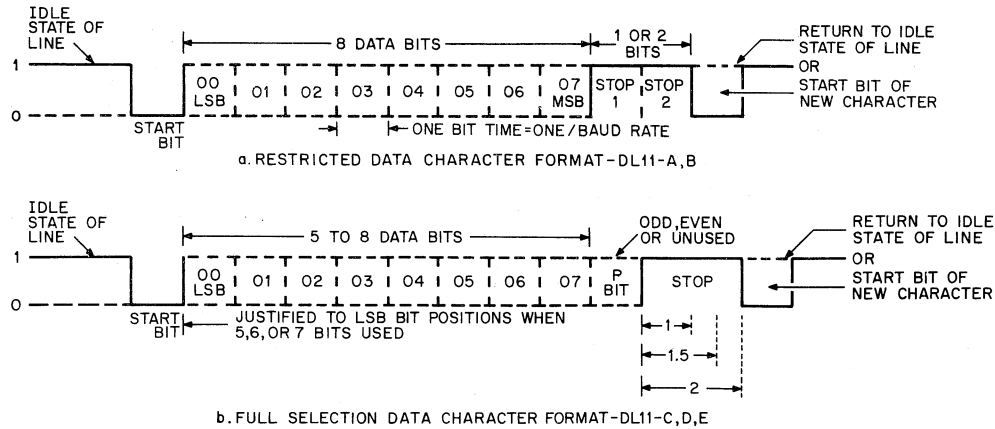 IDLE
STATE OF
LINE
8 DATA BITS
1 OR 2
BITS
RETURN TO IDLE
STATE OF LINE
OR
START BIT OF
NEW CHARACTER
1
0
START
BIT
00
LSB
01
02
03
04
05
06
07
MSB
STOP
1
STOP
2
ONE BIT TIME=ONE/BAUD RATE
a. RESTRICTED DATA CHARACTER FORMAT-DL11-A,B
IDLE
STATE OF
LINE
5 TO 8 DATA BITS
ODD,EVEN
OR UNUSED
RETURN TO IDLE
STATE OF LINE
OR
START BIT OF
NEW CHARACTER
1
0
START
BIT
00
LSB
01
02
03
04
05
06
07
P
BIT
STOP
JUSTIFIED TO LSB BIT POSITIONS WHEN
5,6,OR 7 BITS USED
1
1.5
2
b. FULL SELECTION DATA CHARACTER FORMAT-DL11-C,D,E